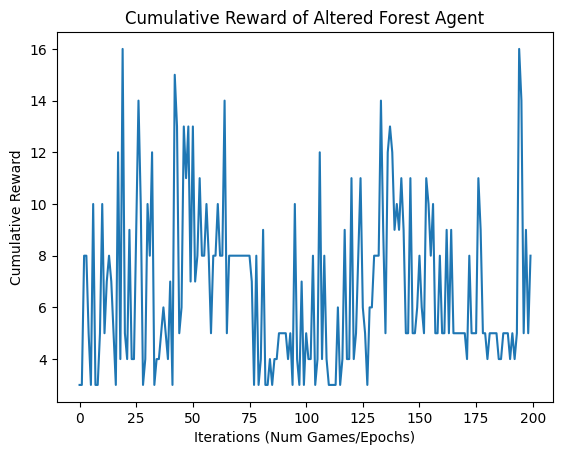 Cumulative Reward of Altered Forest Agent
16
14
12
10
8
6
4
Cumulative Reward
0 25 50 75 100 125 150 175 200
Iterations (Num Games/Epochs)